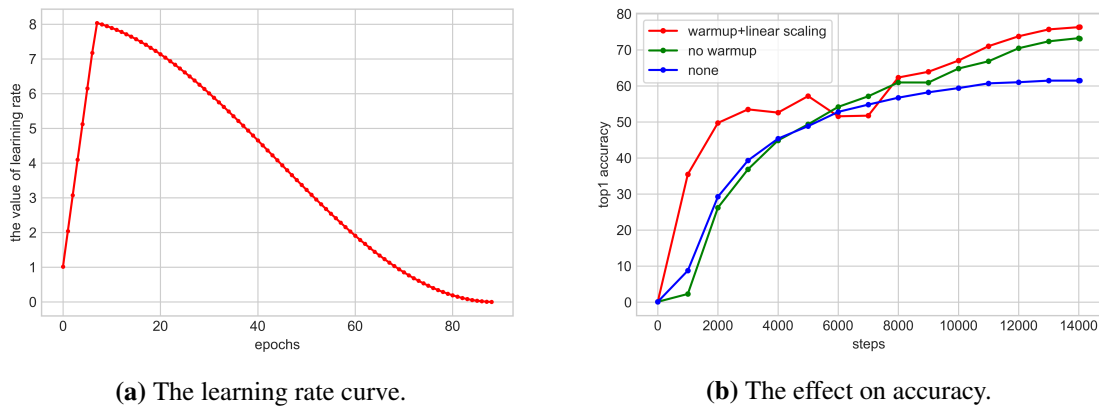 8
7
6
5
4
3
2
1
0
the value of learning rate
0 20 40 60 80
epochs
(a) The learning rate curve.
80
70
60
50
40
30
20
10
0
top1 accuracy
warmup+linear scaling
no warmup
none
0 2000 4000 6000 8000 10000 12000 14000
steps
(b) The effect on accuracy.